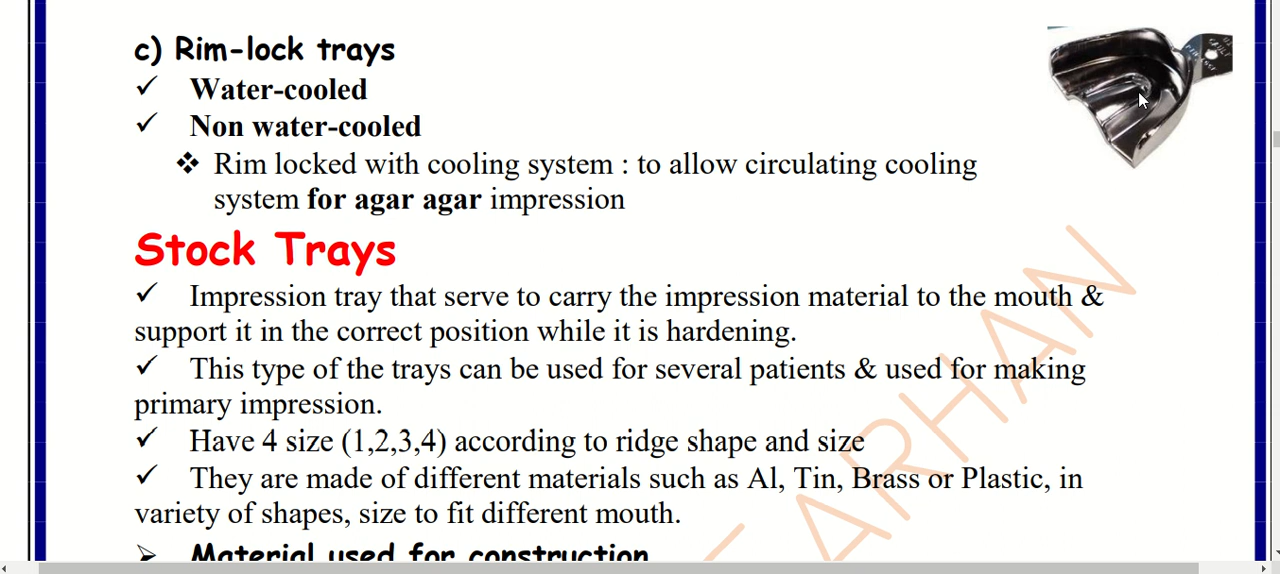 c) Rim-lock trays
✓ Water-cooled
✓ Non water-cooled
❖ Rim locked with cooling system : to allow circulating cooling
system for agar agar impression
Stock Trays
✓ Impression tray that serve to carry the impression material to the mouth &
support it in the correct position while it is hardening.
✓ This type of the trays can be used for several patients & used for making
primary impression.
✓ Have 4 size (1,2,3,4) according to ridge shape and size
✓ They are made of different materials such as Al, Tin, Brass or Plastic, in
variety of shapes, size to fit different mouth.
➢ Material used for construction
FARHAN